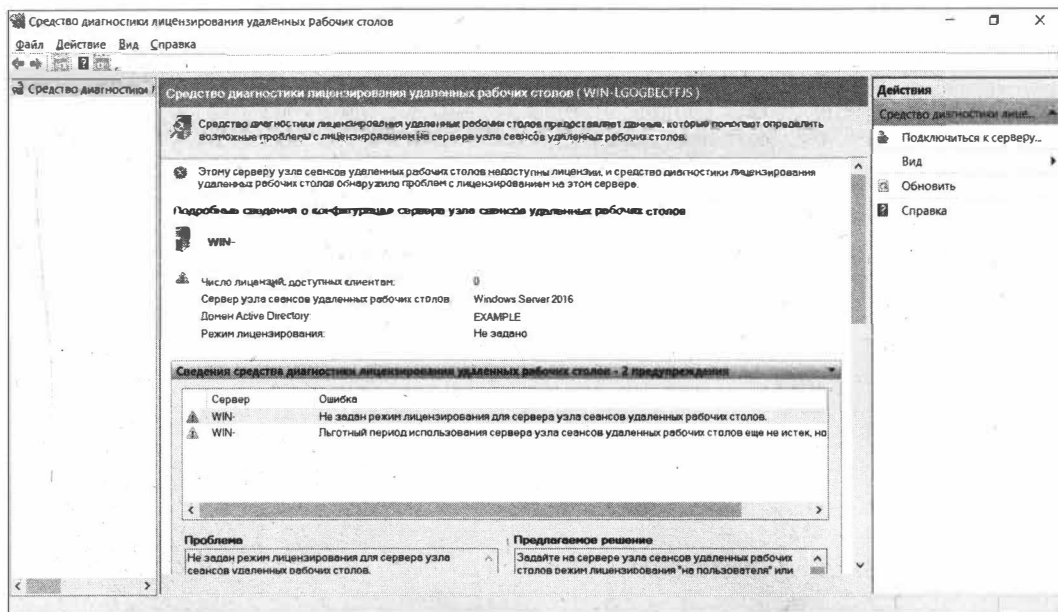 Средство диагностики лицензирования удаленных рабочих столов
Файл Действие Вид Справка
Средство диагностики
Средство диагностики лицензирования удаленных рабочих столов ( WIN-LGOGBLCTFJS )
Средство диагностики лицензирования удаленных рабочих столов предоставляет данные, которые помогают определить
возможные проблемы с лицензированием на сервере узла сеансов удаленных рабочих столов.
Этому серверу узла сеансов удаленных рабочих столов недоступны лицензии, и средство диагностики лицензирования
удаленных рабочих столов обнаружило проблем с лицензированием на этом сервере.
Подробные сведения о конфигурации сервера узла сеансов удаленных рабочих столов
WIN-
Число лицензий, доступных клиентам: 0
Сервер узла сеансов удаленных рабочих столов Windows Server 2016
Домен Active Directory: EXAMPLE
Режим лицензирования: Не задано
Сведения средства диагностики лицензирования удаленных рабочих столов - 2 предупреждения
Сервер Ошибка
WIN- Не задан режим лицензирования для сервера узла сеансов удаленных рабочих столов.
WIN- Льготный период использования сервера узла сеансов удаленных рабочих столов еще не истек, но
Проблема
Не задан режим лицензирования для сервера узла
сеансов удаленных рабочих столов.
Предлагаемое решение
Задайте на сервере узла сеансов удаленных рабочих
столов режим лицензирования "на пользователя" или
Действия
Средство диагностики лице...
Подключиться к серверу...
Вид
Обновить
Справка